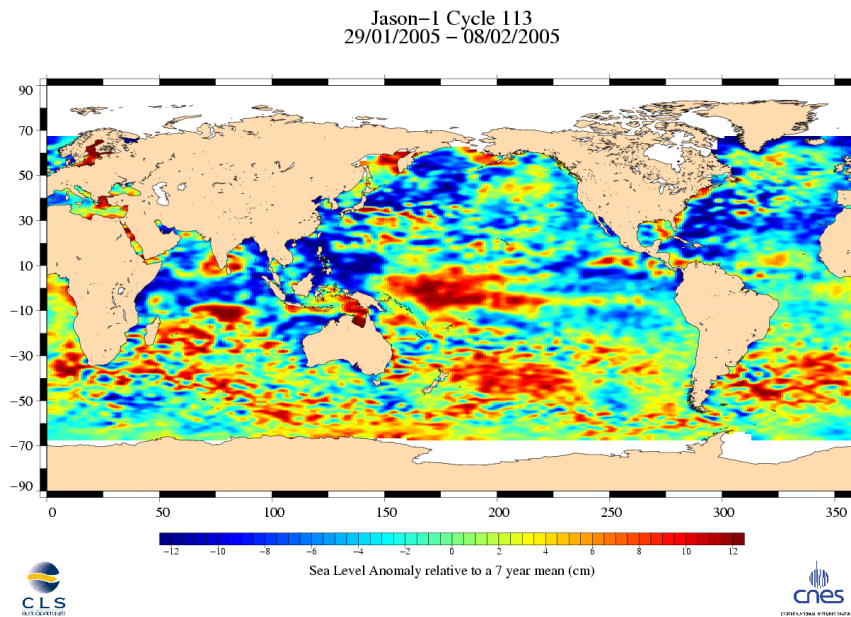 Jason−1 Cycle 113
29/01/2005 − 08/02/2005
90
70
50
30
10
−10
−30
−50
−70
−90
0 50 100 150 200 250 300 350
−12 −10 −8 −6 −4 −2 0 2 4 6 8 10 12
Sea Level Anomaly relative to a 7 year mean (cm)
CLS
cnes